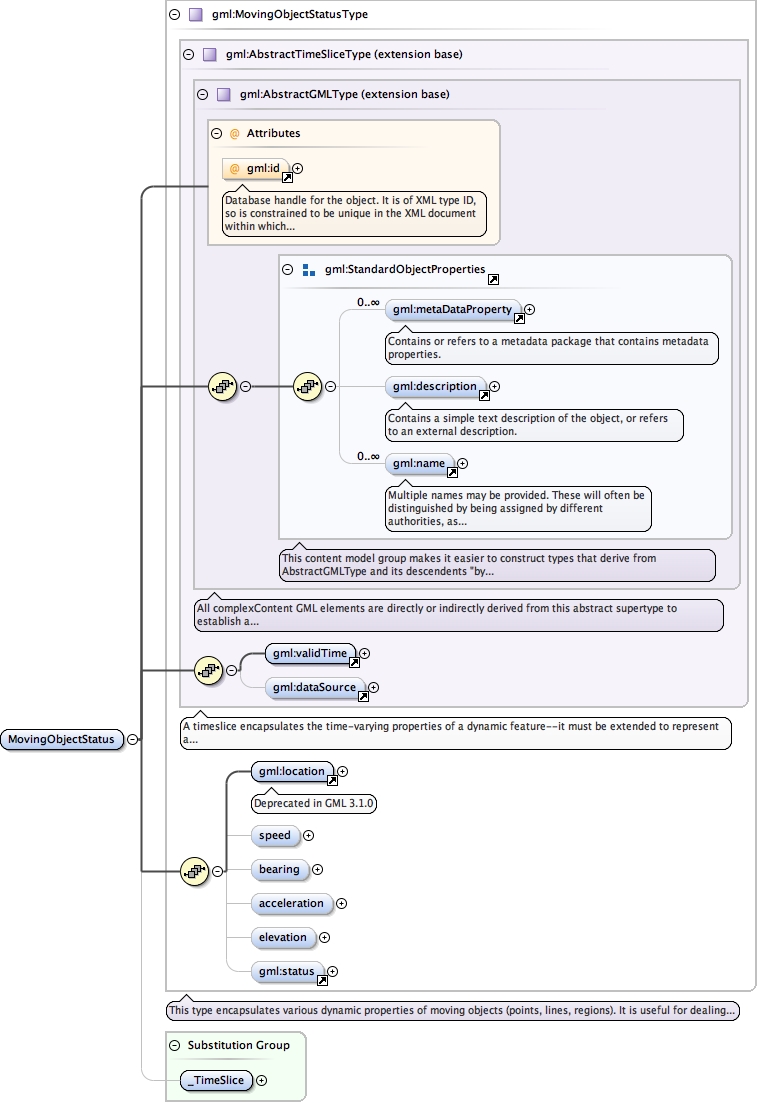 gml:MovingObjectStatusType
gml:AbstractTimeSliceType (extension base)
gml:AbstractGMLType (extension base)
@ Attributes
@ gml:id
Database handle for the object. It is of XML type ID,
so is constrained to be unique in the XML document
within which...
gml:StandardObjectProperties
0..∞
gml:metaDataProperty
Contains or refers to a metadata package that contains metadata
properties.
gml:description
Contains a simple text description of the object, or refers
to an external description.
0..∞
gml:name
Multiple names may be provided. These will often be
distinguished by being assigned by different
authorities, as...
This content model group makes it easier to construct types that derive from
AbstractGMLType and its descendents "by...
All complexContent GML elements are directly or indirectly derived from this abstract supertype to
establish a...
gml:validTime
gml:dataSource
A timeslice encapsulates the time-varying properties of a dynamic feature--it must be extended to represent
a...
MovingObjectStatus
gml:location
Deprecated in GML 3.1.0
speed
bearing
acceleration
elevation
gml:status
This type encapsulates various dynamic properties of moving objects (points, lines, regions). It is useful for dealing...
Substitution Group
_TimeSlice